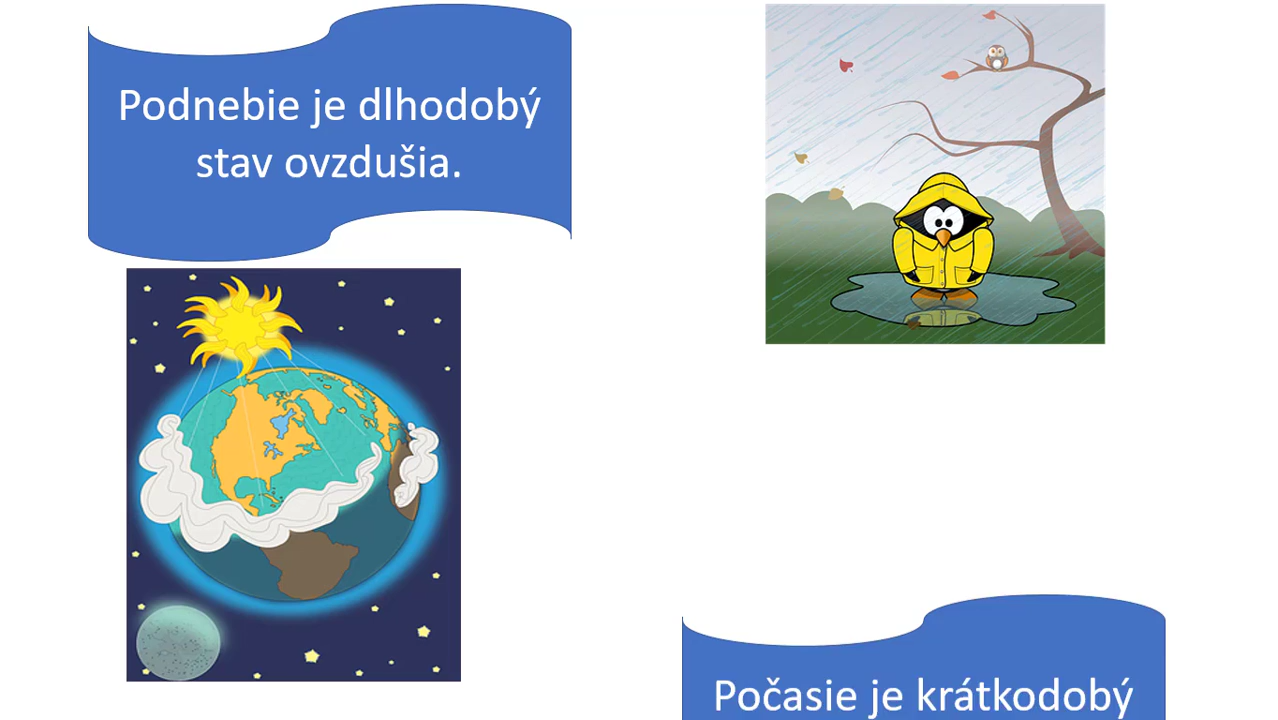 Podnebie je dlhodobý
stav ovzdušia.
Počasie je krátkodobý